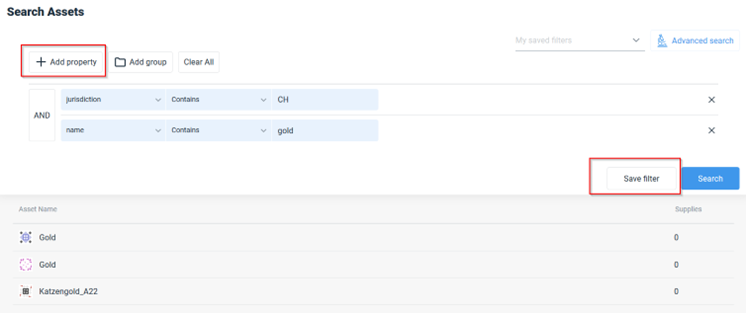 Search Assets
My saved filters
Advanced search
Add property
Add group
Clear All
AND
jurisdiction
Contains
CH
name
Contains
gold
Save filter
Search
Asset Name
Supplies
Gold
0
Gold
0
Katzengold_A22
0